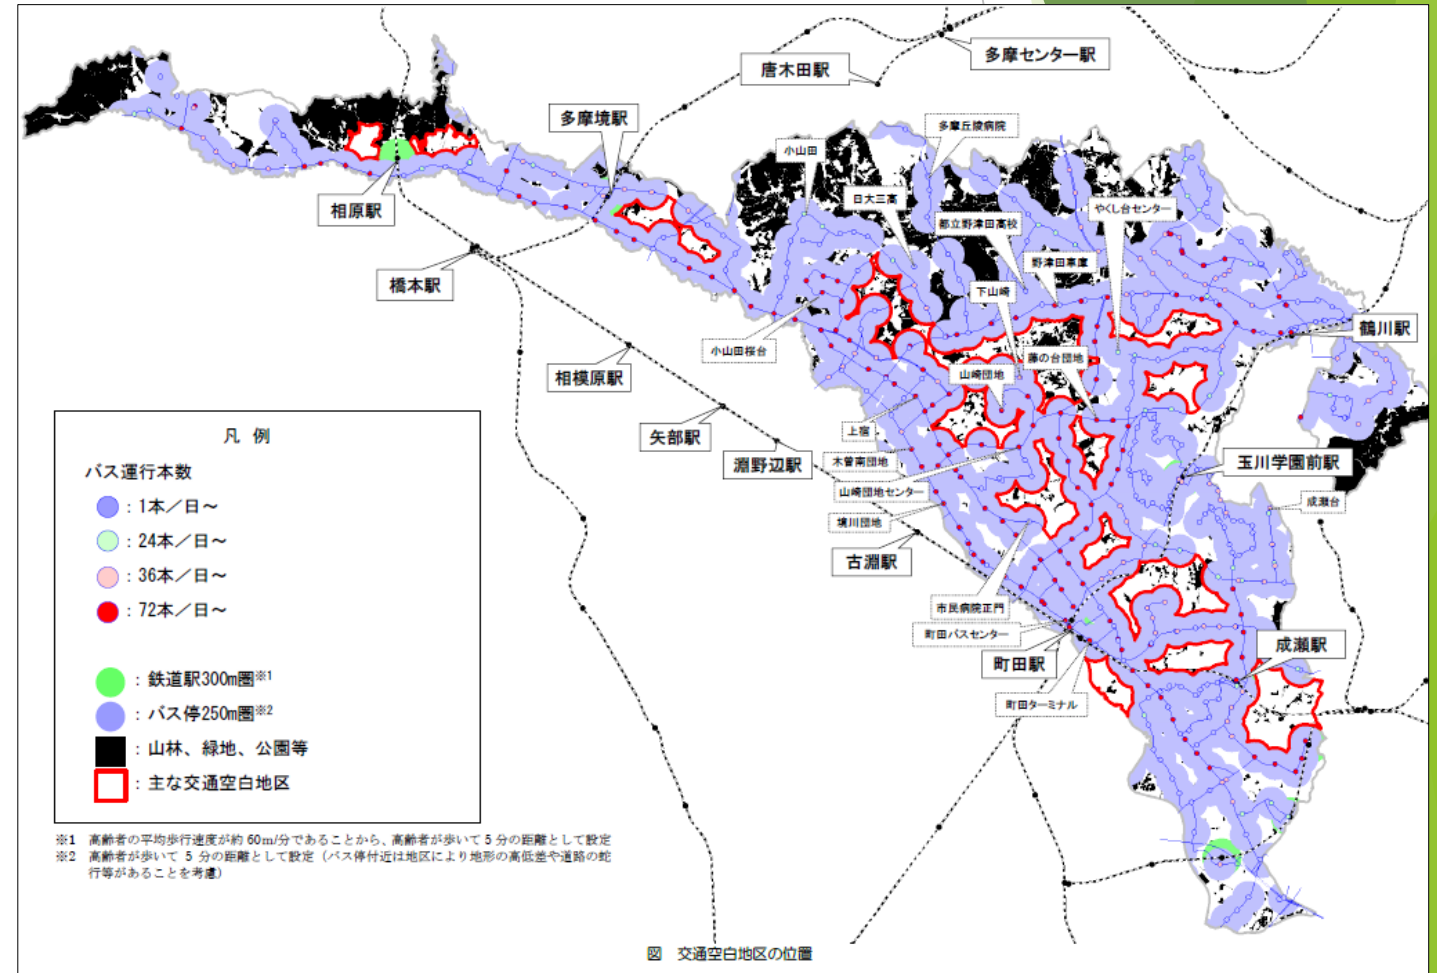 多摩センター駅
唐木田駅
多摩境駅
多摩丘陵病院
小山田
日大三高
やくし台センター
相原駅
都立野津田高校
野津田車庫
橋本駅
下山崎
鶴川駅
小山田桜台
藤の台団地
相模原駅
山崎団地
矢部駅
上宿
淵野辺駅
木曽南団地
玉川学園前駅
山崎団地センター
成瀬台
境川団地
古淵駅
市民病院正門
町田バスセンター
成瀬駅
町田駅
町田ターミナル
凡 例
バス運行本数
:1本/日~
:24本/日~
:36本/日~
:72本/日~
:鉄道駅300m圏※1
:バス停250m圏※2
:山林、緑地、公園等
:主な交通空白地区
※1 高齢者の平均歩行速度が約60m/分であることから、高齢者が歩いて5分の距離として設定
※2 高齢者が歩いて 5 分の距離として設定(バス停付近は地区により地形の高低差や道路の蛇
行等があることを考慮)
図 交通空白地区の位置